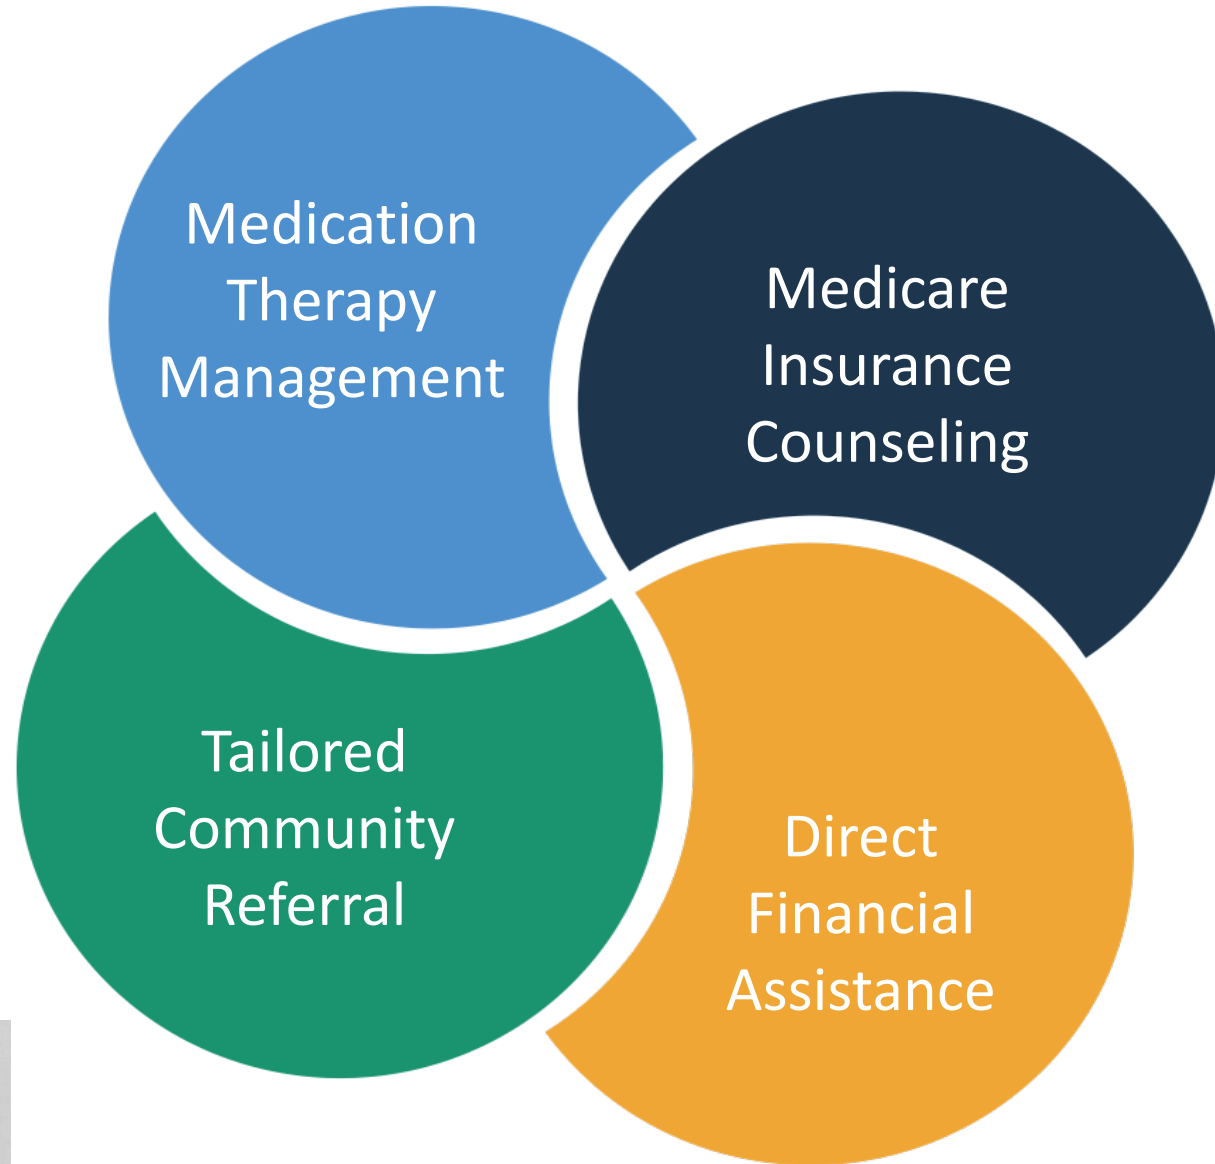 Medication
Therapy
Management
Medicare
Insurance
Counseling
Tailored
Community
Referral
Direct
Financial
Assistance